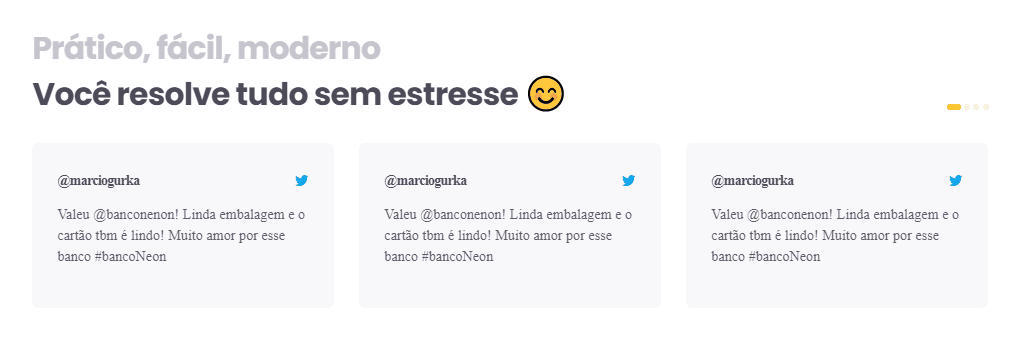 Prático, fácil, moderno
Você resolve tudo sem estresse
@marciogurka
Valeu @banconenon! Linda embalagem e o
cartão tbm é lindo! Muito amor por esse
banco #bancoNeon
@marciogurka
Valeu @banconenon! Linda embalagem e o
cartão tbm é lindo! Muito amor por esse
banco #bancoNeon
@marciogurka
Valeu @banconenon! Linda embalagem e o
cartão tbm é lindo! Muito amor por esse
banco #bancoNeon